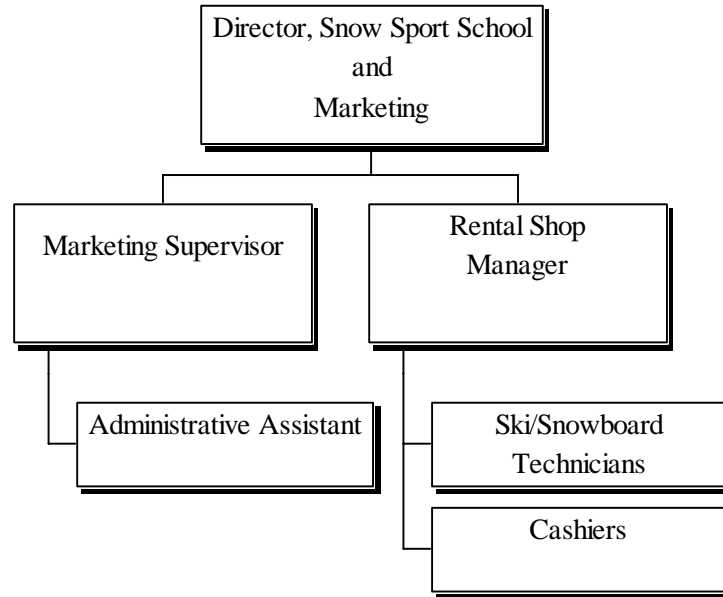 Director, Snow Sport School
and
Marketing
Marketing Supervisor
Rental Shop
Manager
Administrative Assistant
Ski/Snowboard
Technicians
Cashiers